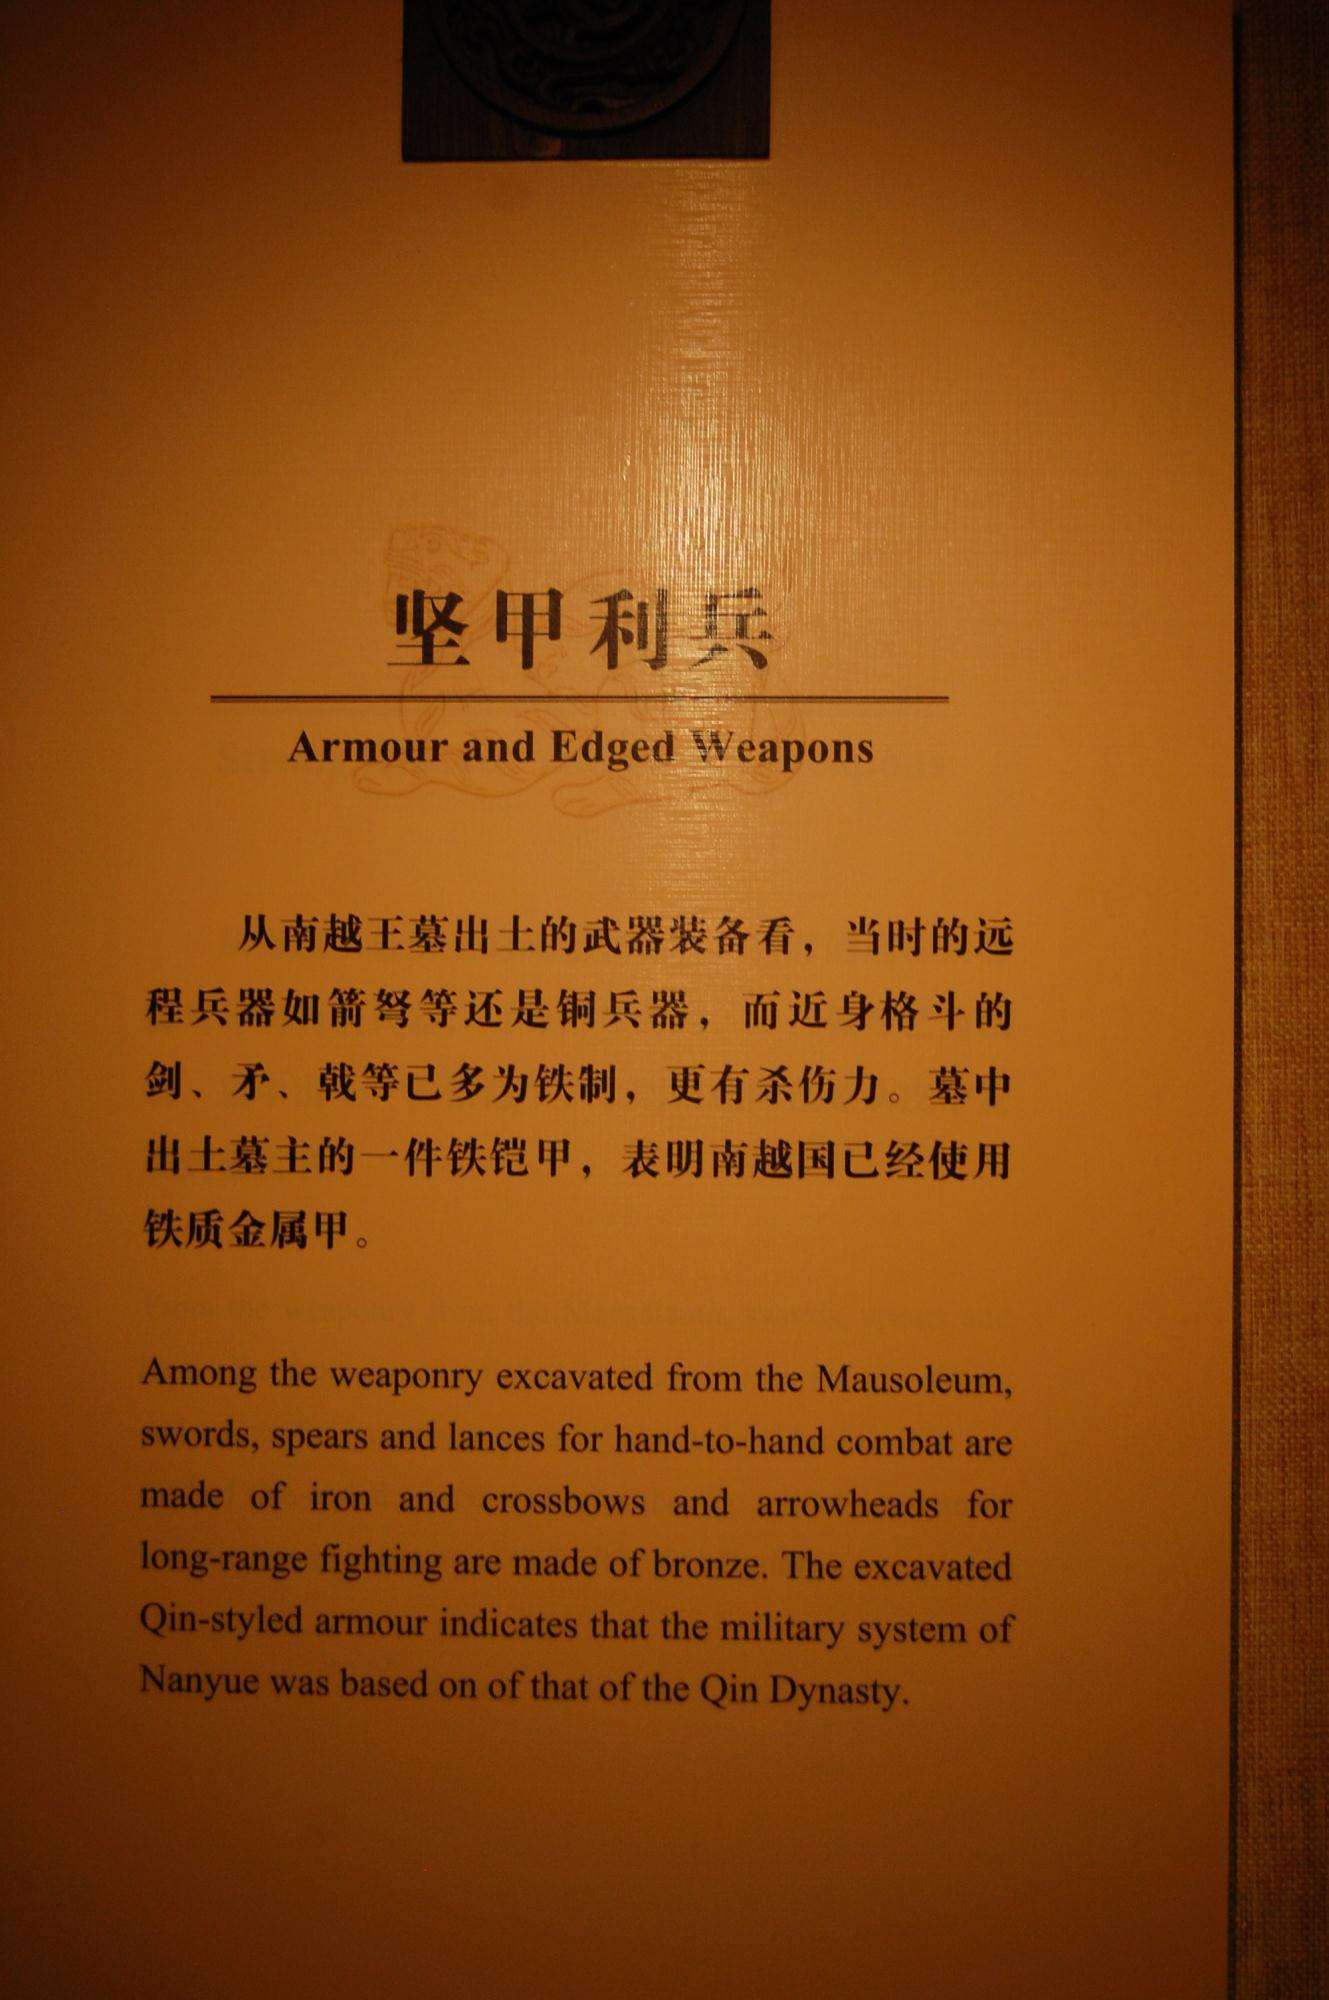 坚甲利兵
Armour and Edged Weapons
从南越王墓出土的武器装备看，当时的远
程兵器如箭弩等还是铜兵器，而近身格斗的
剑、矛、戟等已多为铁制，更有杀伤力。墓中
出土墓主的一件铁铠甲，表明南越国已经使用
铁质金属甲。
Among the weaponry excavated from the Mausoleum,
swords, spears and lances for hand-to-hand combat are
made of iron and crossbows and arrowheads for
long-range fighting are made of bronze. The excavated
Qin-styled armour indicates that the military system of
Nanyue was based on of that of the Qin Dynasty.